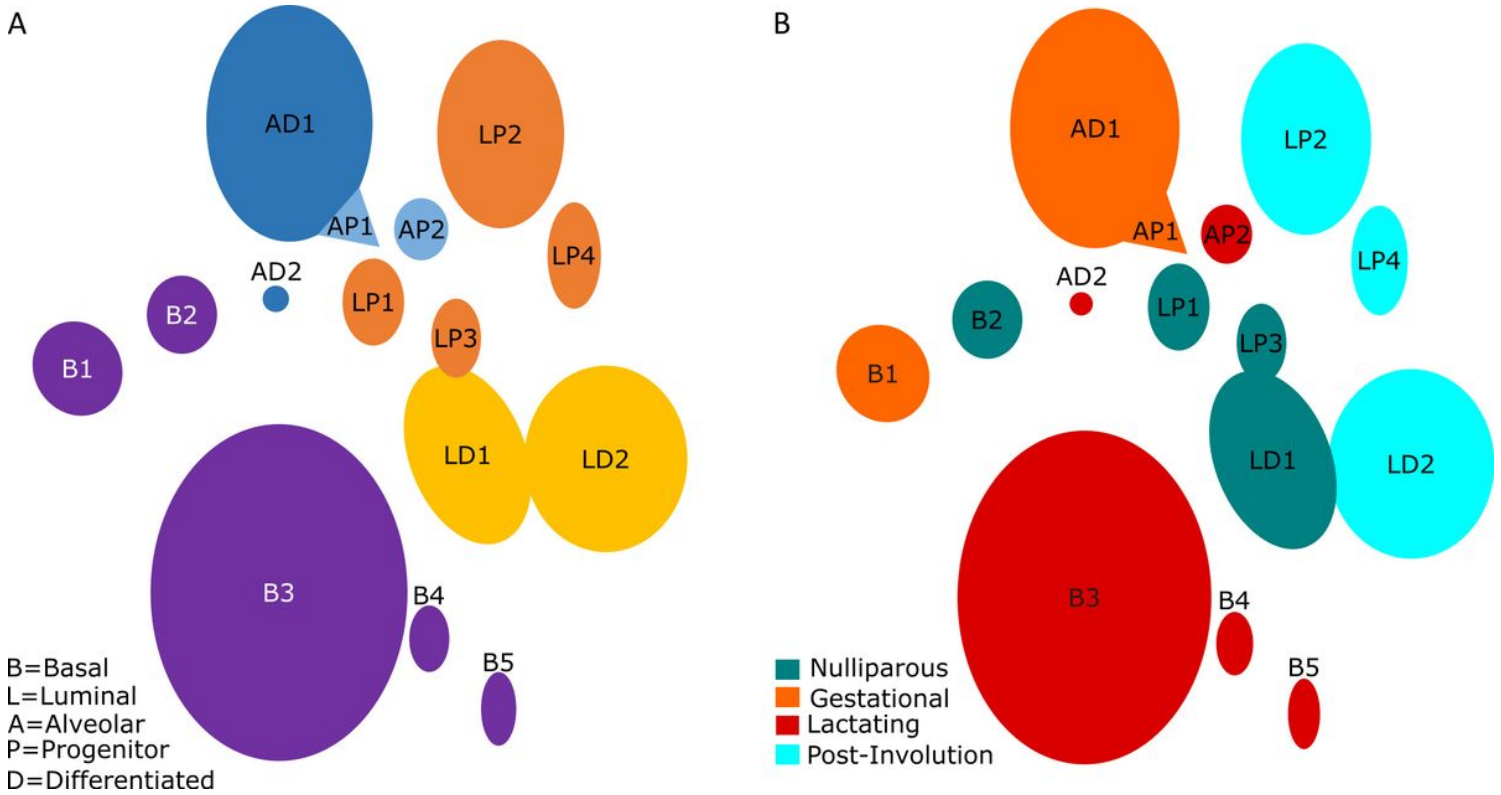 A
AD1
LP2
AP1
AP2
LP4
AD2
LP1
B2
LP3
B1
LD1
LD2
B3
B4
B5
B=Basal
L=Luminal
A=Alveolar
P=Progenitor
D=Differentiated
B
AD1
LP2
AP1
AP2
LP4
AD2
LP1
B2
LP3
B1
LD1
LD2
B3
B4
B5
Nulliparous
Gestational
Lactating
Post-Involution